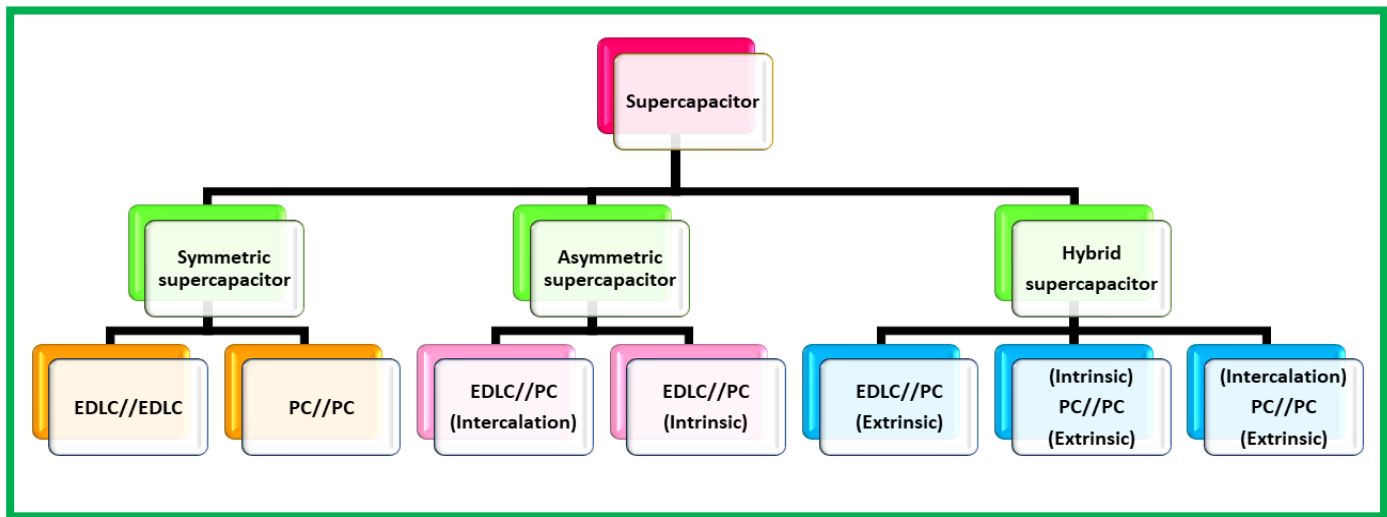 Supercapacitor
Symmetric
supercapacitor
Asymmetric
supercapacitor
Hybrid
supercapacitor
EDLC//EDLC
PC//PC
EDLC//PC
(Intercalation)
EDLC//PC
(Intrinsic)
EDLC//PC
(Extrinsic)
(Intrinsic)
PC//PC
(Extrinsic)
(Intercalation)
PC//PC
(Extrinsic)